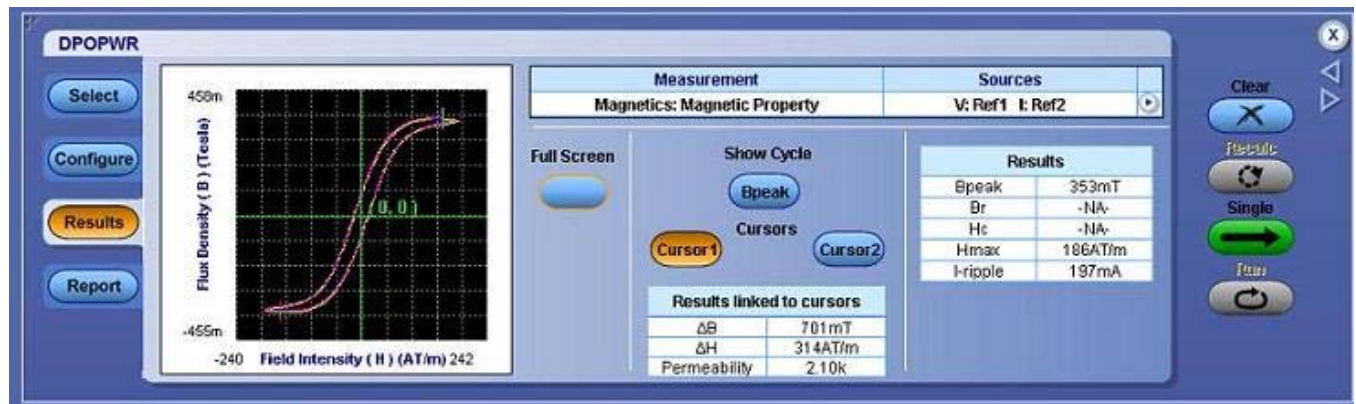 DPOPWR
X
Select
Configure
Results
Report
458m
Flux Density ( B ) (Tesla)
(0, 0)
-455m
-240 Field Intensity ( H ) (AT/m) 242
Measurement Sources
Magnetics: Magnetic Property V: Ref1 I: Ref2
Full Screen
Show Cycle
Bpeak
Cursors
Cursor1 Cursor2
Results linked to cursors
ΔB 701mT
ΔH 314AT/m
Permeability 2.10k
Results
Bpeak 353mT
Br -NA-
Hc -NA-
Hmax 186AT/m
I-ripple 197mA
Clear
Recalc
Single
Run